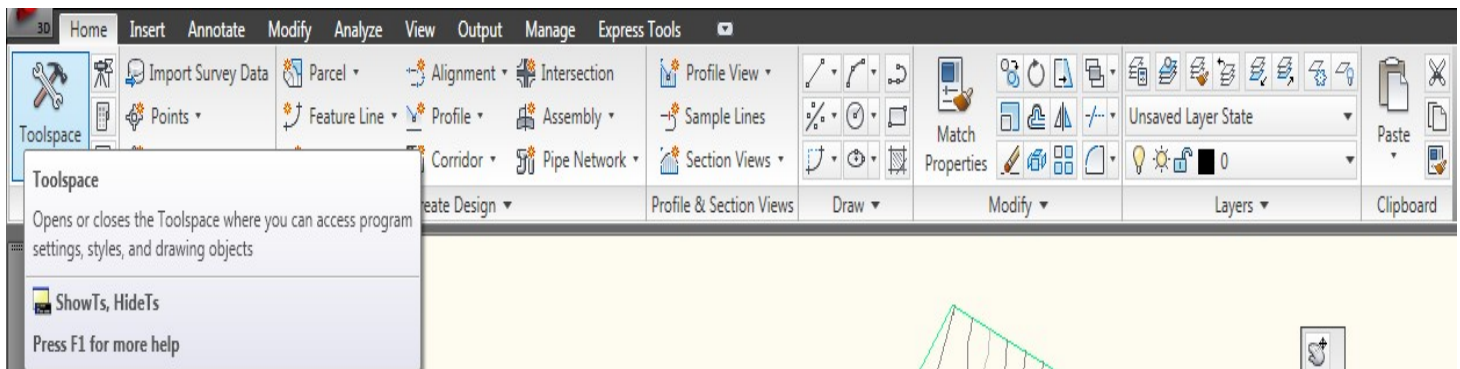 3D Home Insert Annotate Modify Analyze View Output Manage Express Tools
Toolspace
Import Survey Data
Points
Parcel
Feature Line
Alignment
Intersection
Profile
Assembly
Corridor
Pipe Network
Create Design
Profile View
Sample Lines
Section Views
Profile & Section Views
Draw
Match
Properties
Modify
Unsaved Layer State
0
Layers
Paste
Clipboard
Toolspace
Opens or closes the Toolspace where you can access program
settings, styles, and drawing objects
ShowTs, HideTs
Press F1 for more help